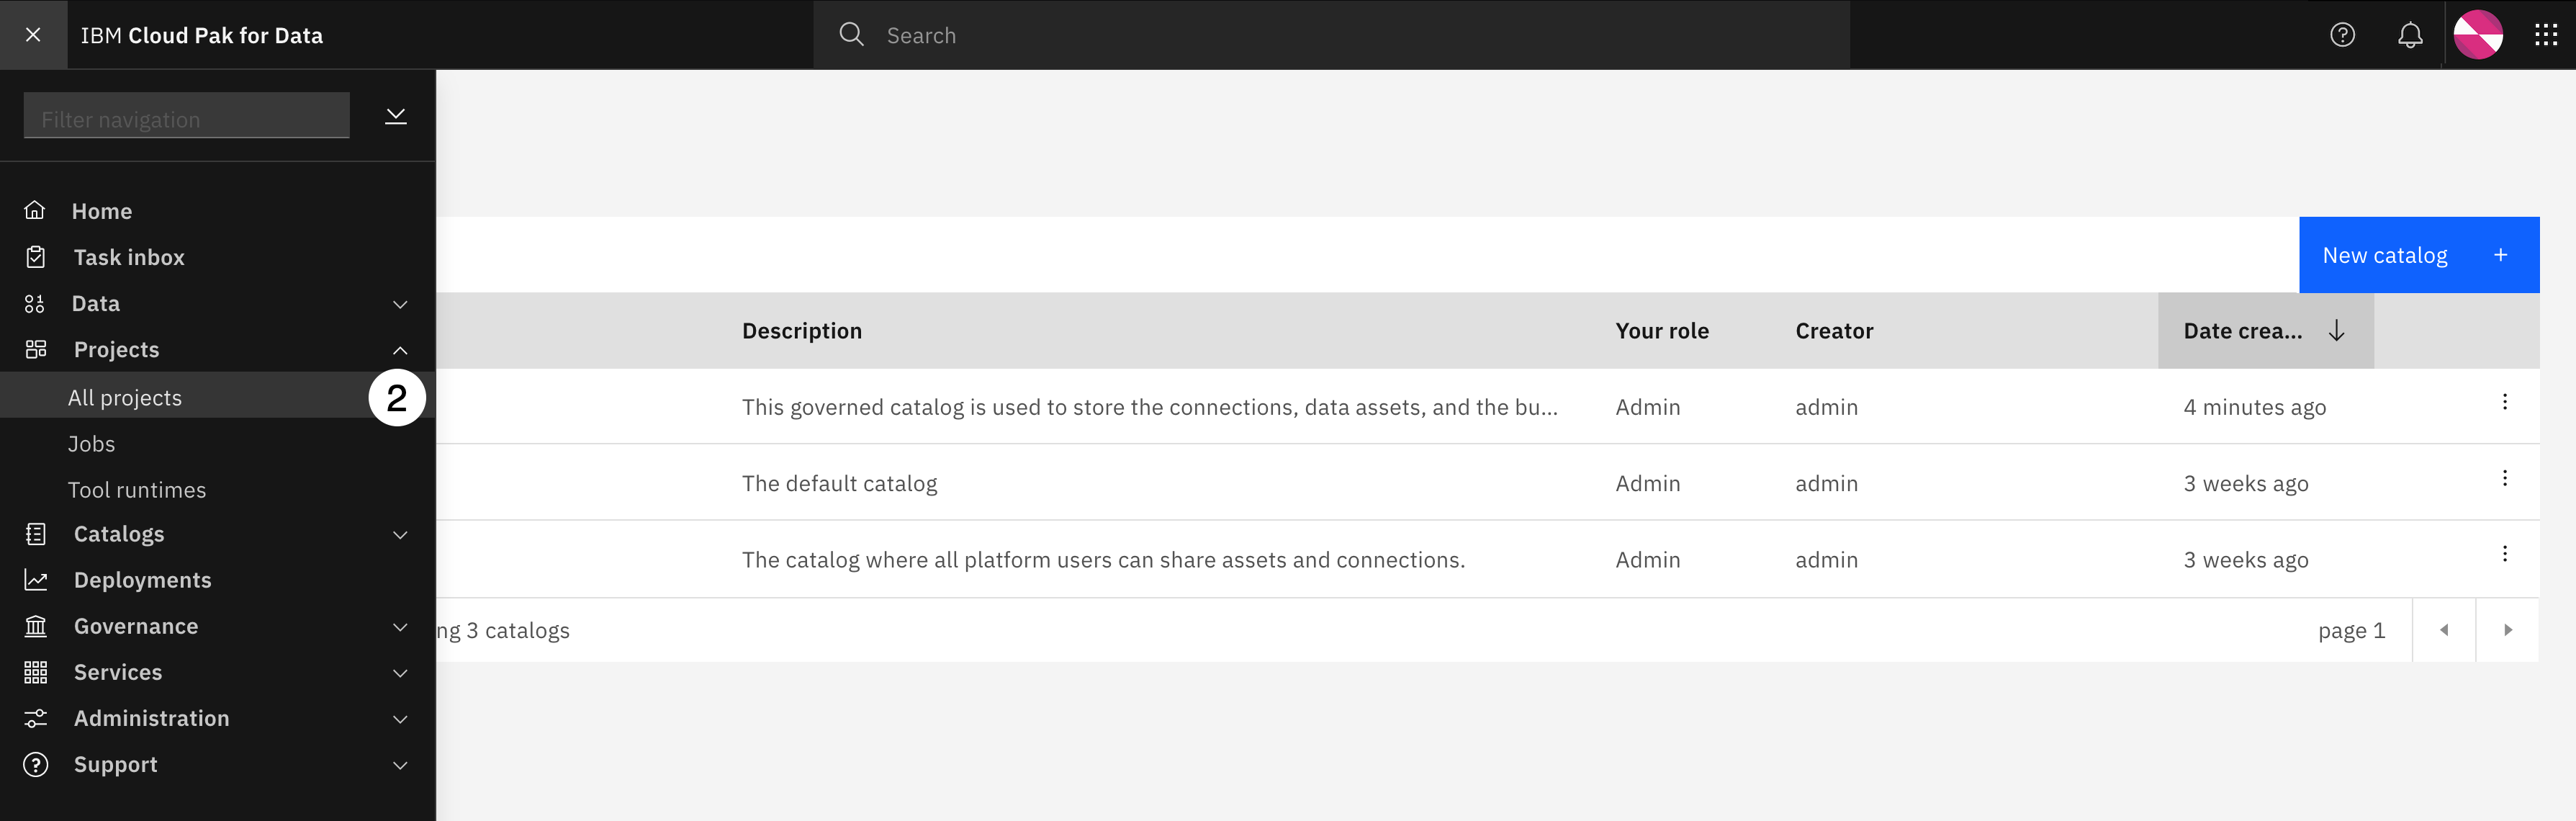 IBM Cloud Pak for Data
Search
Filter navigation
Home
Task inbox
Data
Projects
All projects
2
Jobs
Tool runtimes
Catalogs
Deployments
Governance
Services
Administration
Support
New catalog +
Description Your role Creator Date crea...
This governed catalog is used to store the connections, data assets, and the bu... Admin admin 4 minutes ago
The default catalog Admin admin 3 weeks ago
The catalog where all platform users can share assets and connections. Admin admin 3 weeks ago
ng 3 catalogs page 1